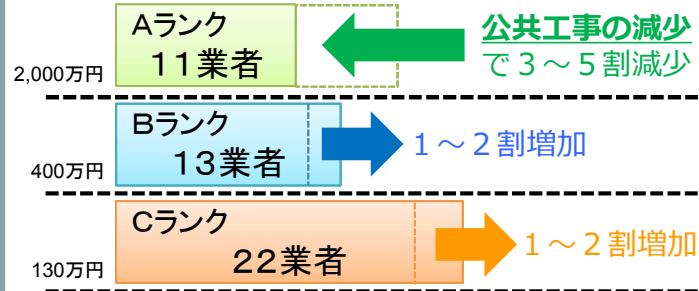 Aランク
11業者
公共工事の減少
で3～5割減少
2,000万円
Bランク
13業者
1～2割増加
400万円
Cランク
22業者
1～2割増加
130万円